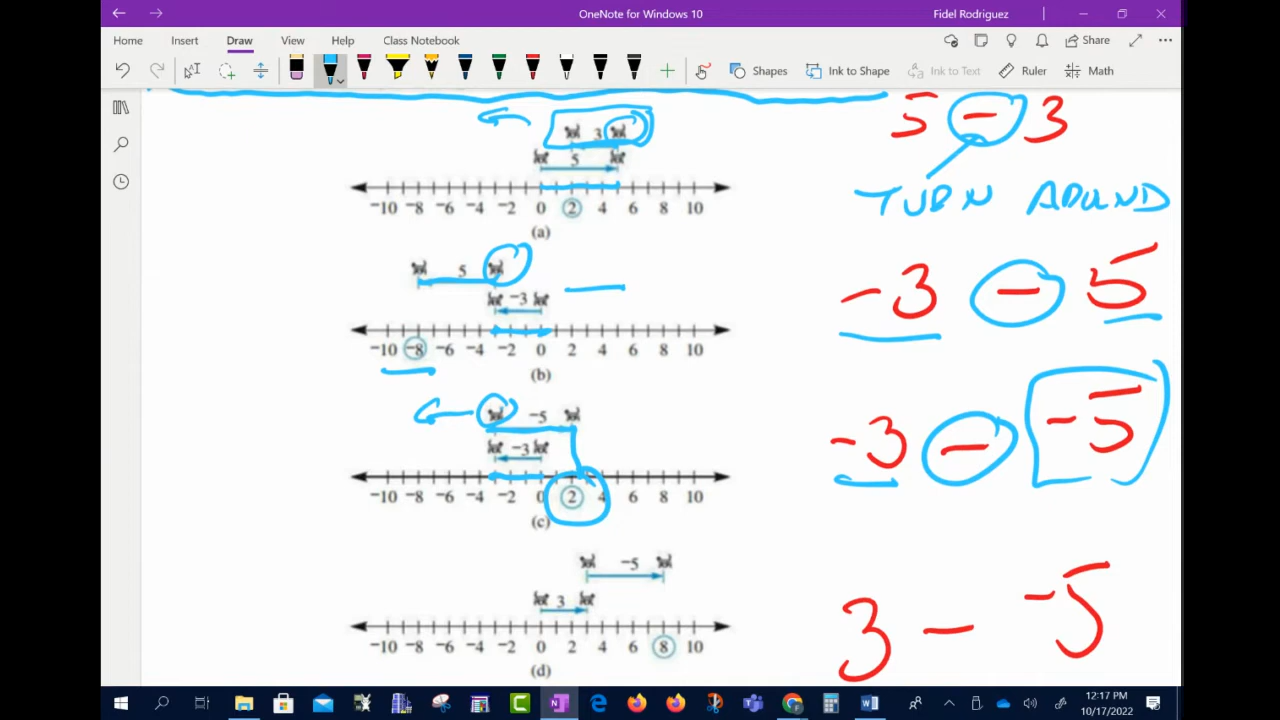 OneNote for Windows 10
Fidel Rodriguez
Home Insert Draw View Help Class Notebook
Share
Shapes
Ink to Shape
Ink to Text
Ruler
Math
5 - 3
TURN AROUND
3
5
-10 -8 -6 -4 -2 0 2 4 6 8 10
(a)
-3 - 5
5
-3
-10 -8 -6 -4 -2 0 2 4 6 8 10
(b)
-3 - -5
-5
-3
-10 -8 -6 -4 -2 0 2 4 6 8 10
(c)
3 - -5
-5
3
-10 -8 -6 -4 -2 0 2 4 6 8 10
(d)
12:17 PM
10/17/2022